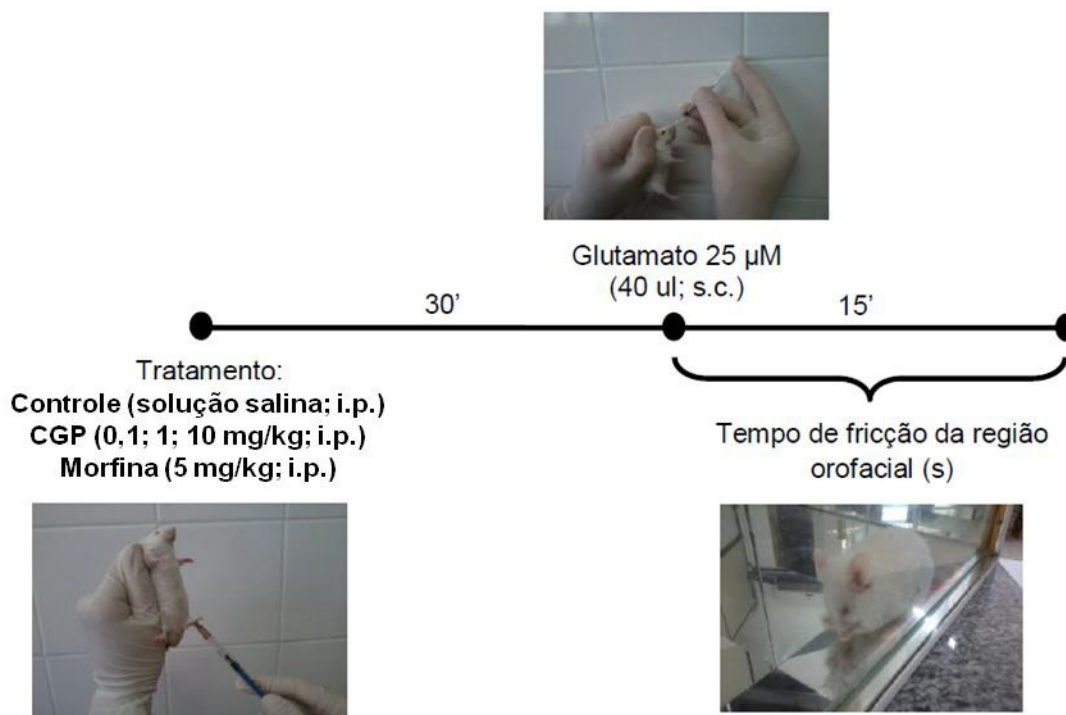 Glutamato 25 µM
(40 ul; s.c.)
30’
15’
Tratamento:
Controle (solução salina; i.p.)
CGP (0,1; 1; 10 mg/kg; i.p.)
Morfina (5 mg/kg; i.p.)
Tempo de fricção da região
orofacial (s)